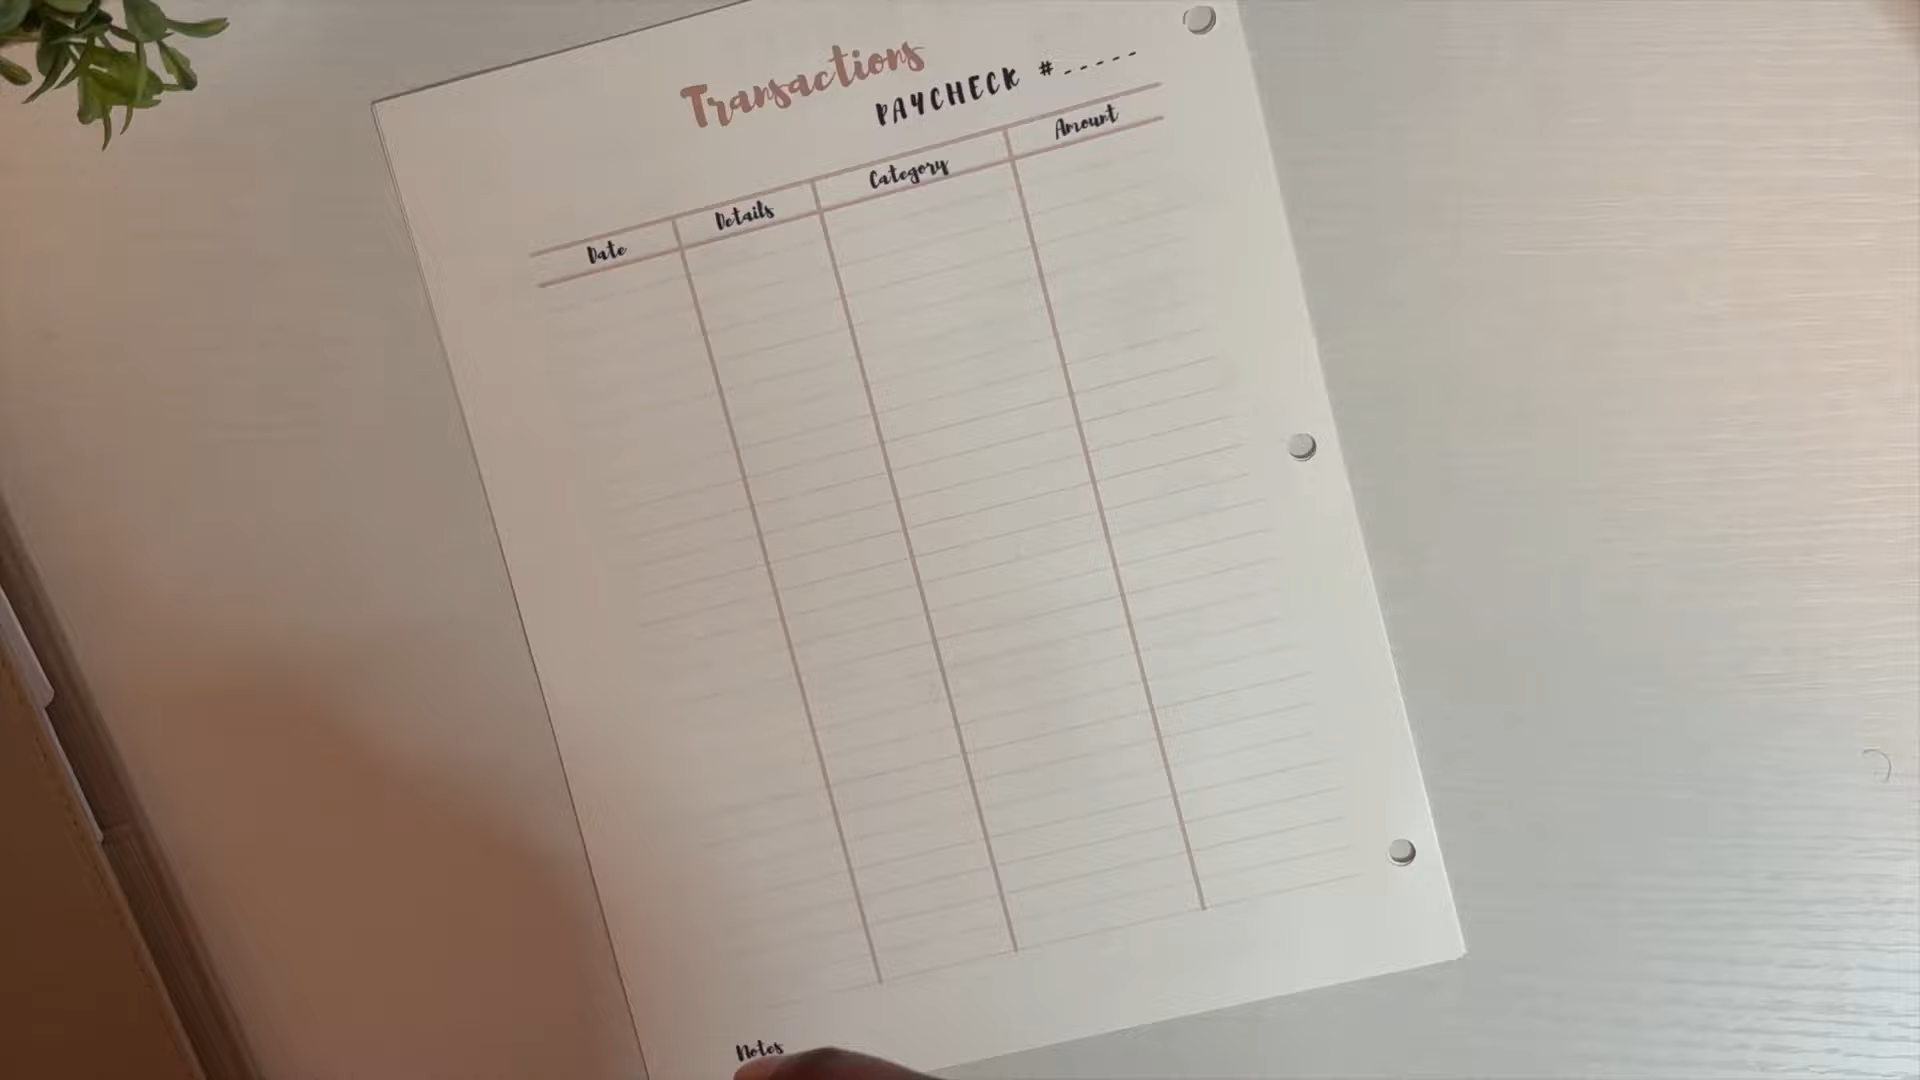 Transactions
PAYCHECK #-----
Date Details Category Amount
Notes